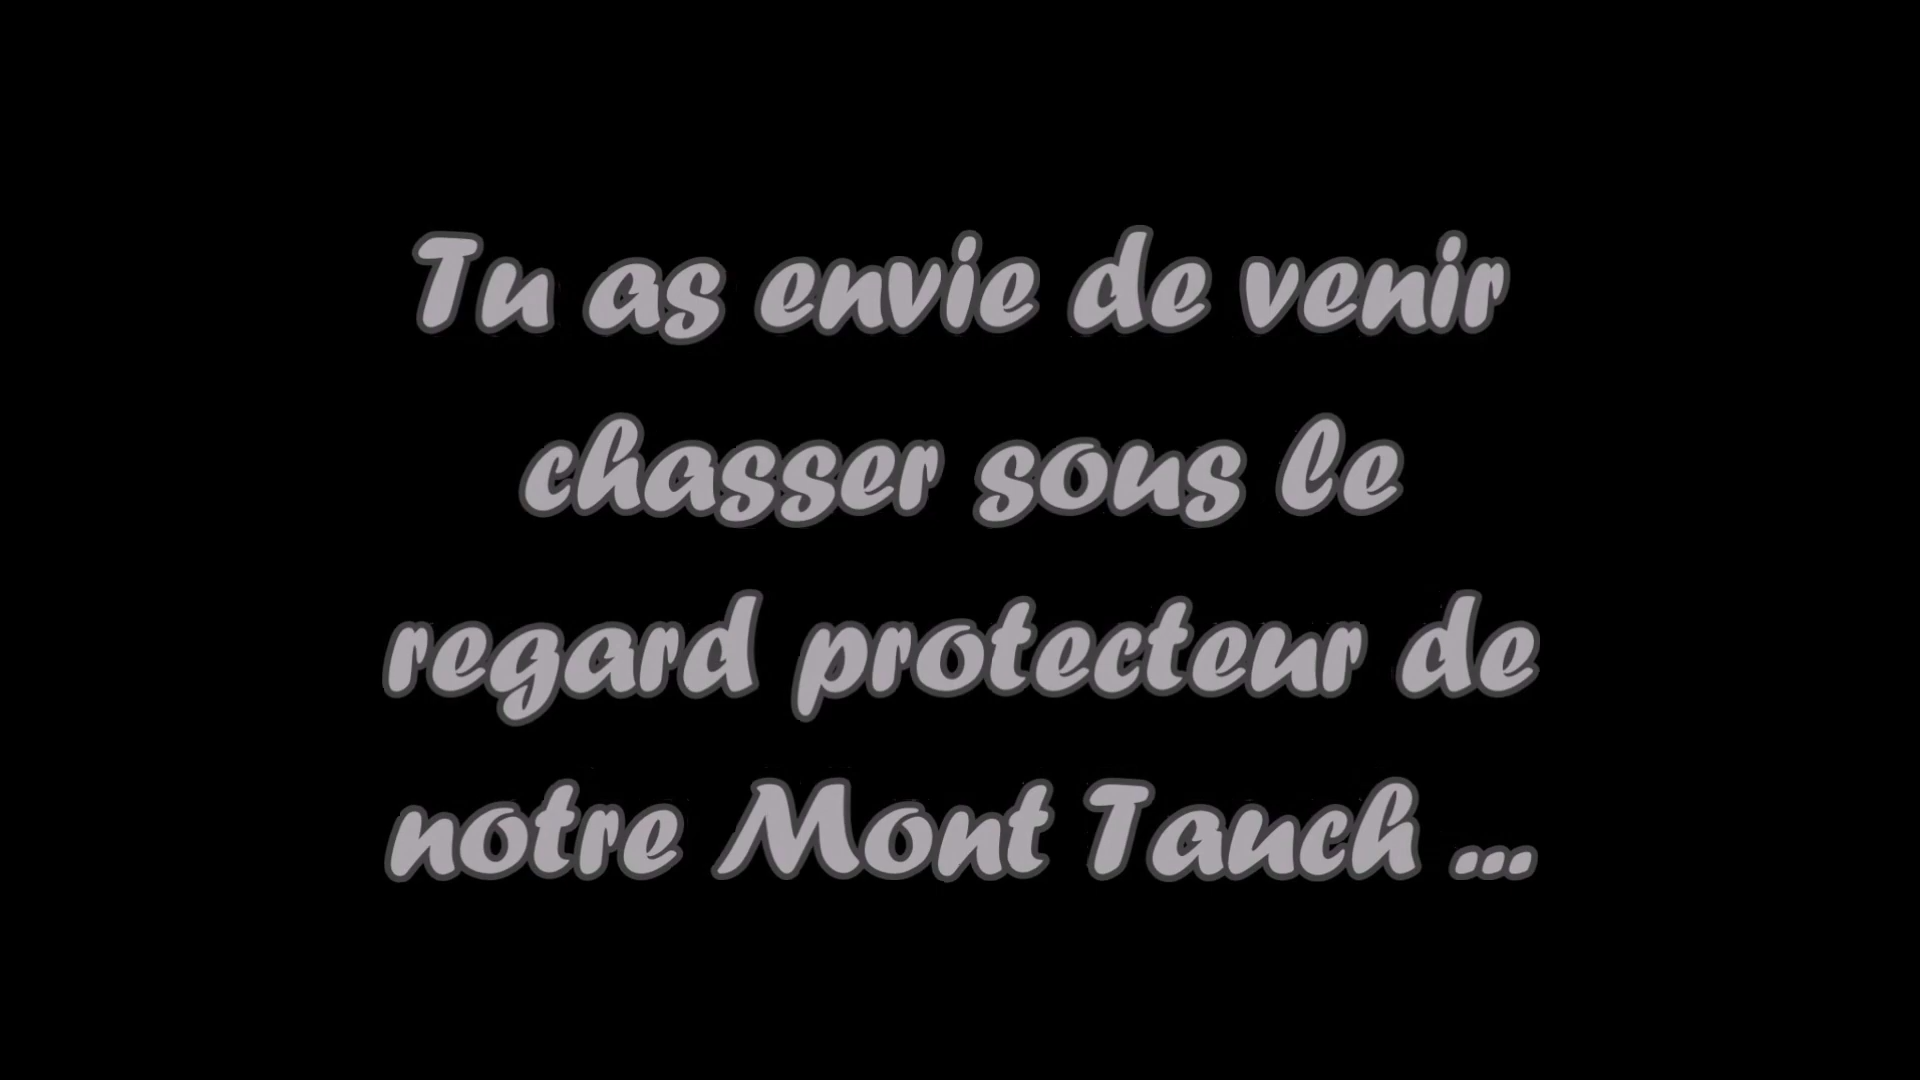 Tu as envie de venir
chasser sous le
regard protecteur de
notre Mont Tauch ...